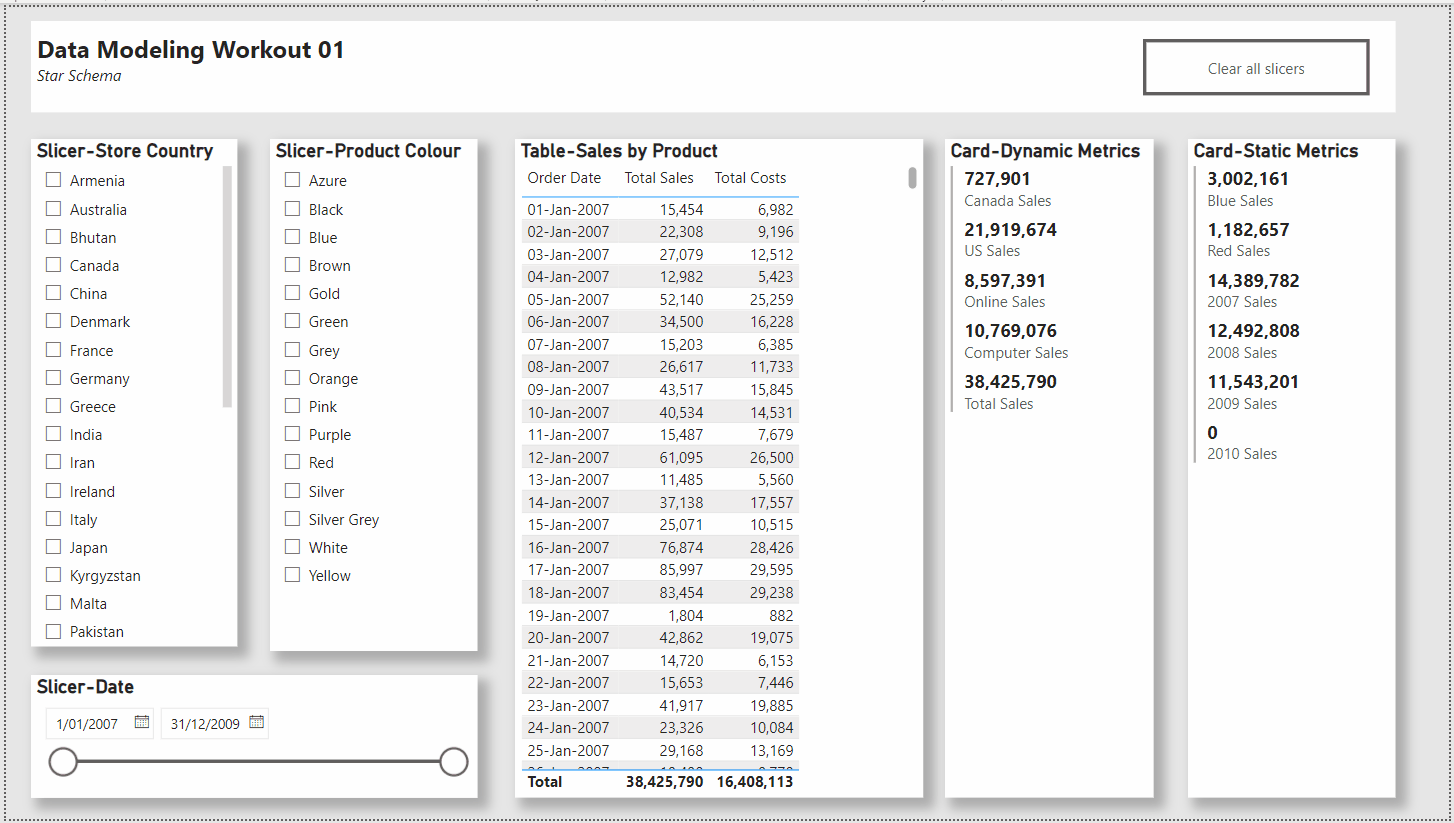 Data Modeling Workout 01
Star Schema
Clear all slicers
Slicer-Store Country
Armenia
Australia
Bhutan
Canada
China
Denmark
France
Germany
Greece
India
Iran
Ireland
Italy
Japan
Kyrgyzstan
Malta
Pakistan
Slicer-Product Colour
Azure
Black
Blue
Brown
Gold
Green
Grey
Orange
Pink
Purple
Red
Silver
Silver Grey
White
Yellow
Slicer-Date
1/01/2007 31/12/2009
Table-Sales by Product
Order Date Total Sales Total Costs
01-Jan-2007 15,454 6,982
02-Jan-2007 22,308 9,196
03-Jan-2007 27,079 12,512
04-Jan-2007 12,982 5,423
05-Jan-2007 52,140 25,259
06-Jan-2007 34,500 16,228
07-Jan-2007 15,203 6,385
08-Jan-2007 26,617 11,733
09-Jan-2007 43,517 15,845
10-Jan-2007 40,534 14,531
11-Jan-2007 15,487 7,679
12-Jan-2007 61,095 26,500
13-Jan-2007 11,485 5,560
14-Jan-2007 37,138 17,557
15-Jan-2007 25,071 10,515
16-Jan-2007 76,874 28,426
17-Jan-2007 85,997 29,595
18-Jan-2007 83,454 29,238
19-Jan-2007 1,804 882
20-Jan-2007 42,862 19,075
21-Jan-2007 14,720 6,153
22-Jan-2007 15,653 7,446
23-Jan-2007 41,917 19,885
24-Jan-2007 23,326 10,084
25-Jan-2007 29,168 13,169
Total 38,425,790 16,408,113
Card-Dynamic Metrics
727,901
Canada Sales
21,919,674
US Sales
8,597,391
Online Sales
10,769,076
Computer Sales
38,425,790
Total Sales
Card-Static Metrics
3,002,161
Blue Sales
1,182,657
Red Sales
14,389,782
2007 Sales
12,492,808
2008 Sales
11,543,201
2009 Sales
0
2010 Sales